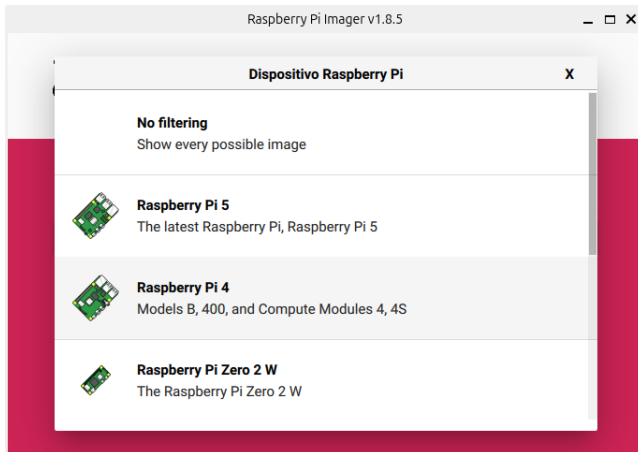 Raspberry Pi Imager v1.8.5
Dispositivo Raspberry Pi
X
No filtering
Show every possible image
Raspberry Pi 5
The latest Raspberry Pi, Raspberry Pi 5
Raspberry Pi 4
Models B, 400, and Compute Modules 4, 4S
Raspberry Pi Zero 2 W
The Raspberry Pi Zero 2 W